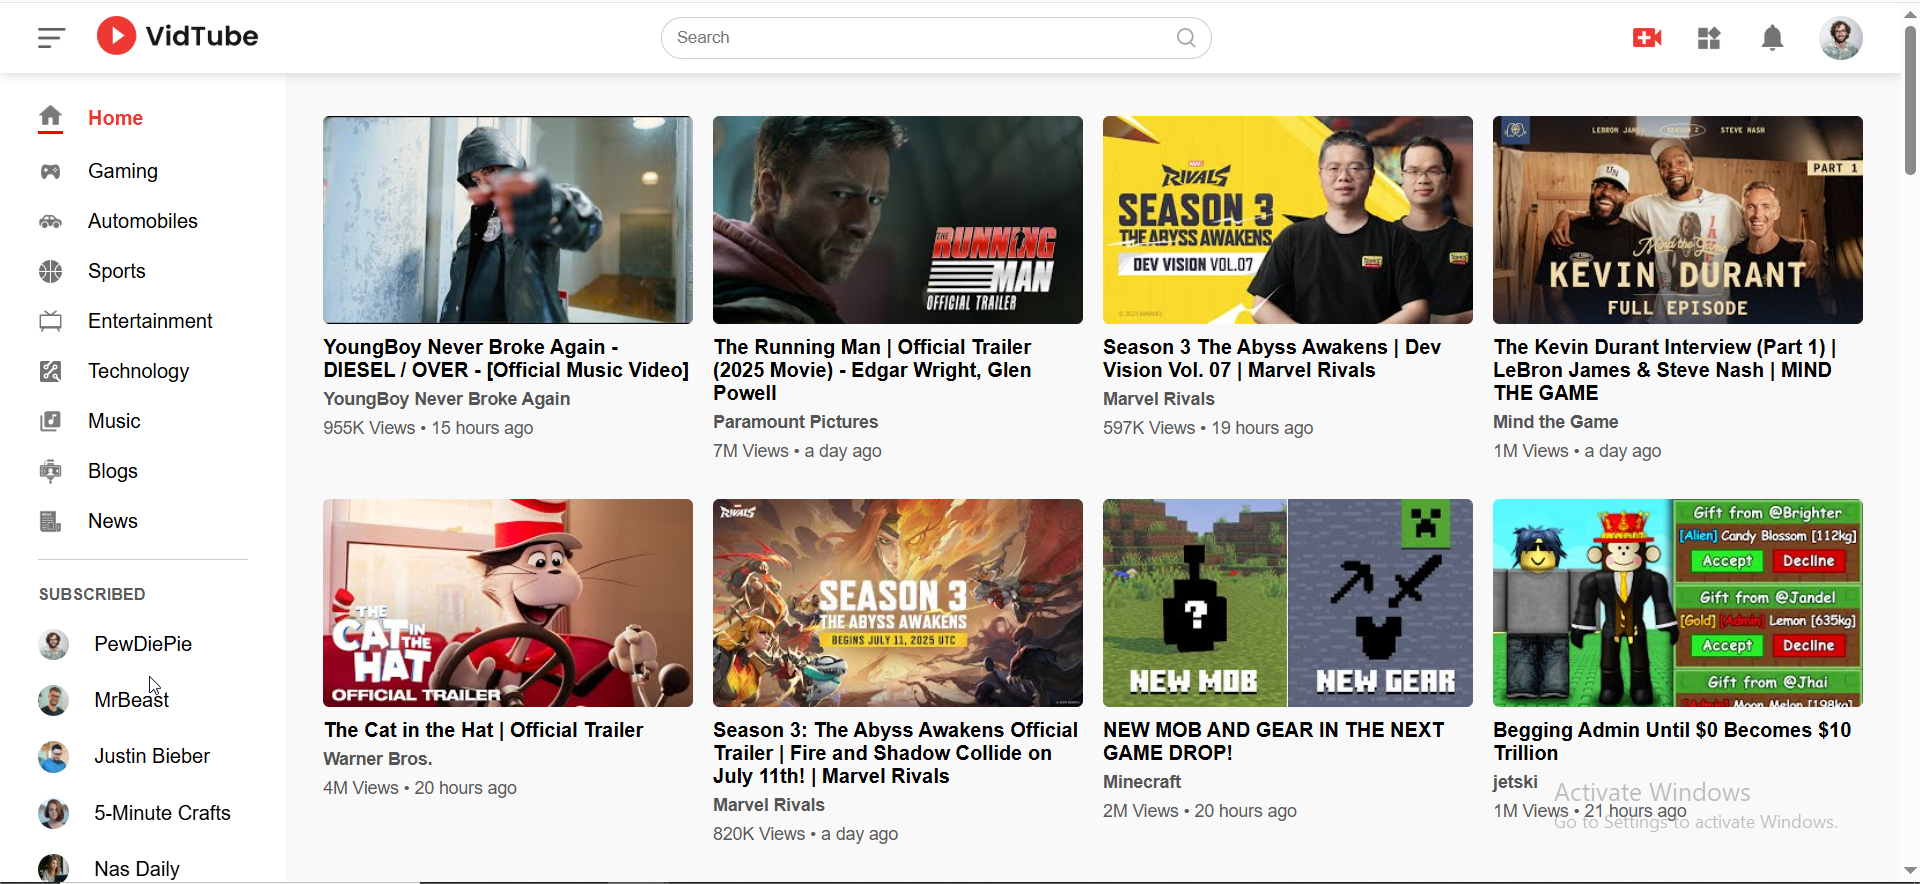 VidTube
Search
Home
Gaming
Automobiles
Sports
Entertainment
Technology
Music
Blogs
News
SUBSCRIBED
PewDiePie
MrBeast
Justin Bieber
5-Minute Crafts
Nas Daily
YoungBoy Never Broke Again -
DIESEL / OVER - [Official Music Video]
YoungBoy Never Broke Again
955K Views • 15 hours ago
THE
RUNNING
MAN
OFFICIAL TRAILER
The Running Man | Official Trailer
(2025 Movie) - Edgar Wright, Glen
Powell
Paramount Pictures
7M Views • a day ago
MARVEL
RIVALS
SEASON 3
THE ABYSS AWAKENS
DEV VISION VOL.07
© 2025 MARVEL
Season 3 The Abyss Awakens | Dev
Vision Vol. 07 | Marvel Rivals
Marvel Rivals
597K Views • 19 hours ago
LEBRON JAMES SEASON 2 STEVE NASH
PART 1
Mind the Game
KEVIN DURANT
FULL EPISODE
The Kevin Durant Interview (Part 1) |
LeBron James & Steve Nash | MIND
THE GAME
Mind the Game
1M Views • a day ago
THE
CAT IN THE
HAT
OFFICIAL TRAILER
The Cat in the Hat | Official Trailer
Warner Bros.
4M Views • 20 hours ago
RIVALS
SEASON 3
THE ABYSS AWAKENS
BEGINS JULY 11, 2025 UTC
Season 3: The Abyss Awakens Official
Trailer | Fire and Shadow Collide on
July 11th! | Marvel Rivals
Marvel Rivals
820K Views • a day ago
?
NEW MOB
NEW GEAR
NEW MOB AND GEAR IN THE NEXT
GAME DROP!
Minecraft
2M Views • 20 hours ago
Gift from @Brighter
[Alien] Candy Blossom [112kg]
Accept Decline
Gift from @Jandel
[Gold] [Admin] Lemon [635kg]
Accept Decline
Gift from @Jhai
[Admin] Moon Melon [198kg]
Begging Admin Until $0 Becomes $10
Trillion
jetski
1M Views • 21 hours ago
Activate Windows
Go to Settings to activate Windows.